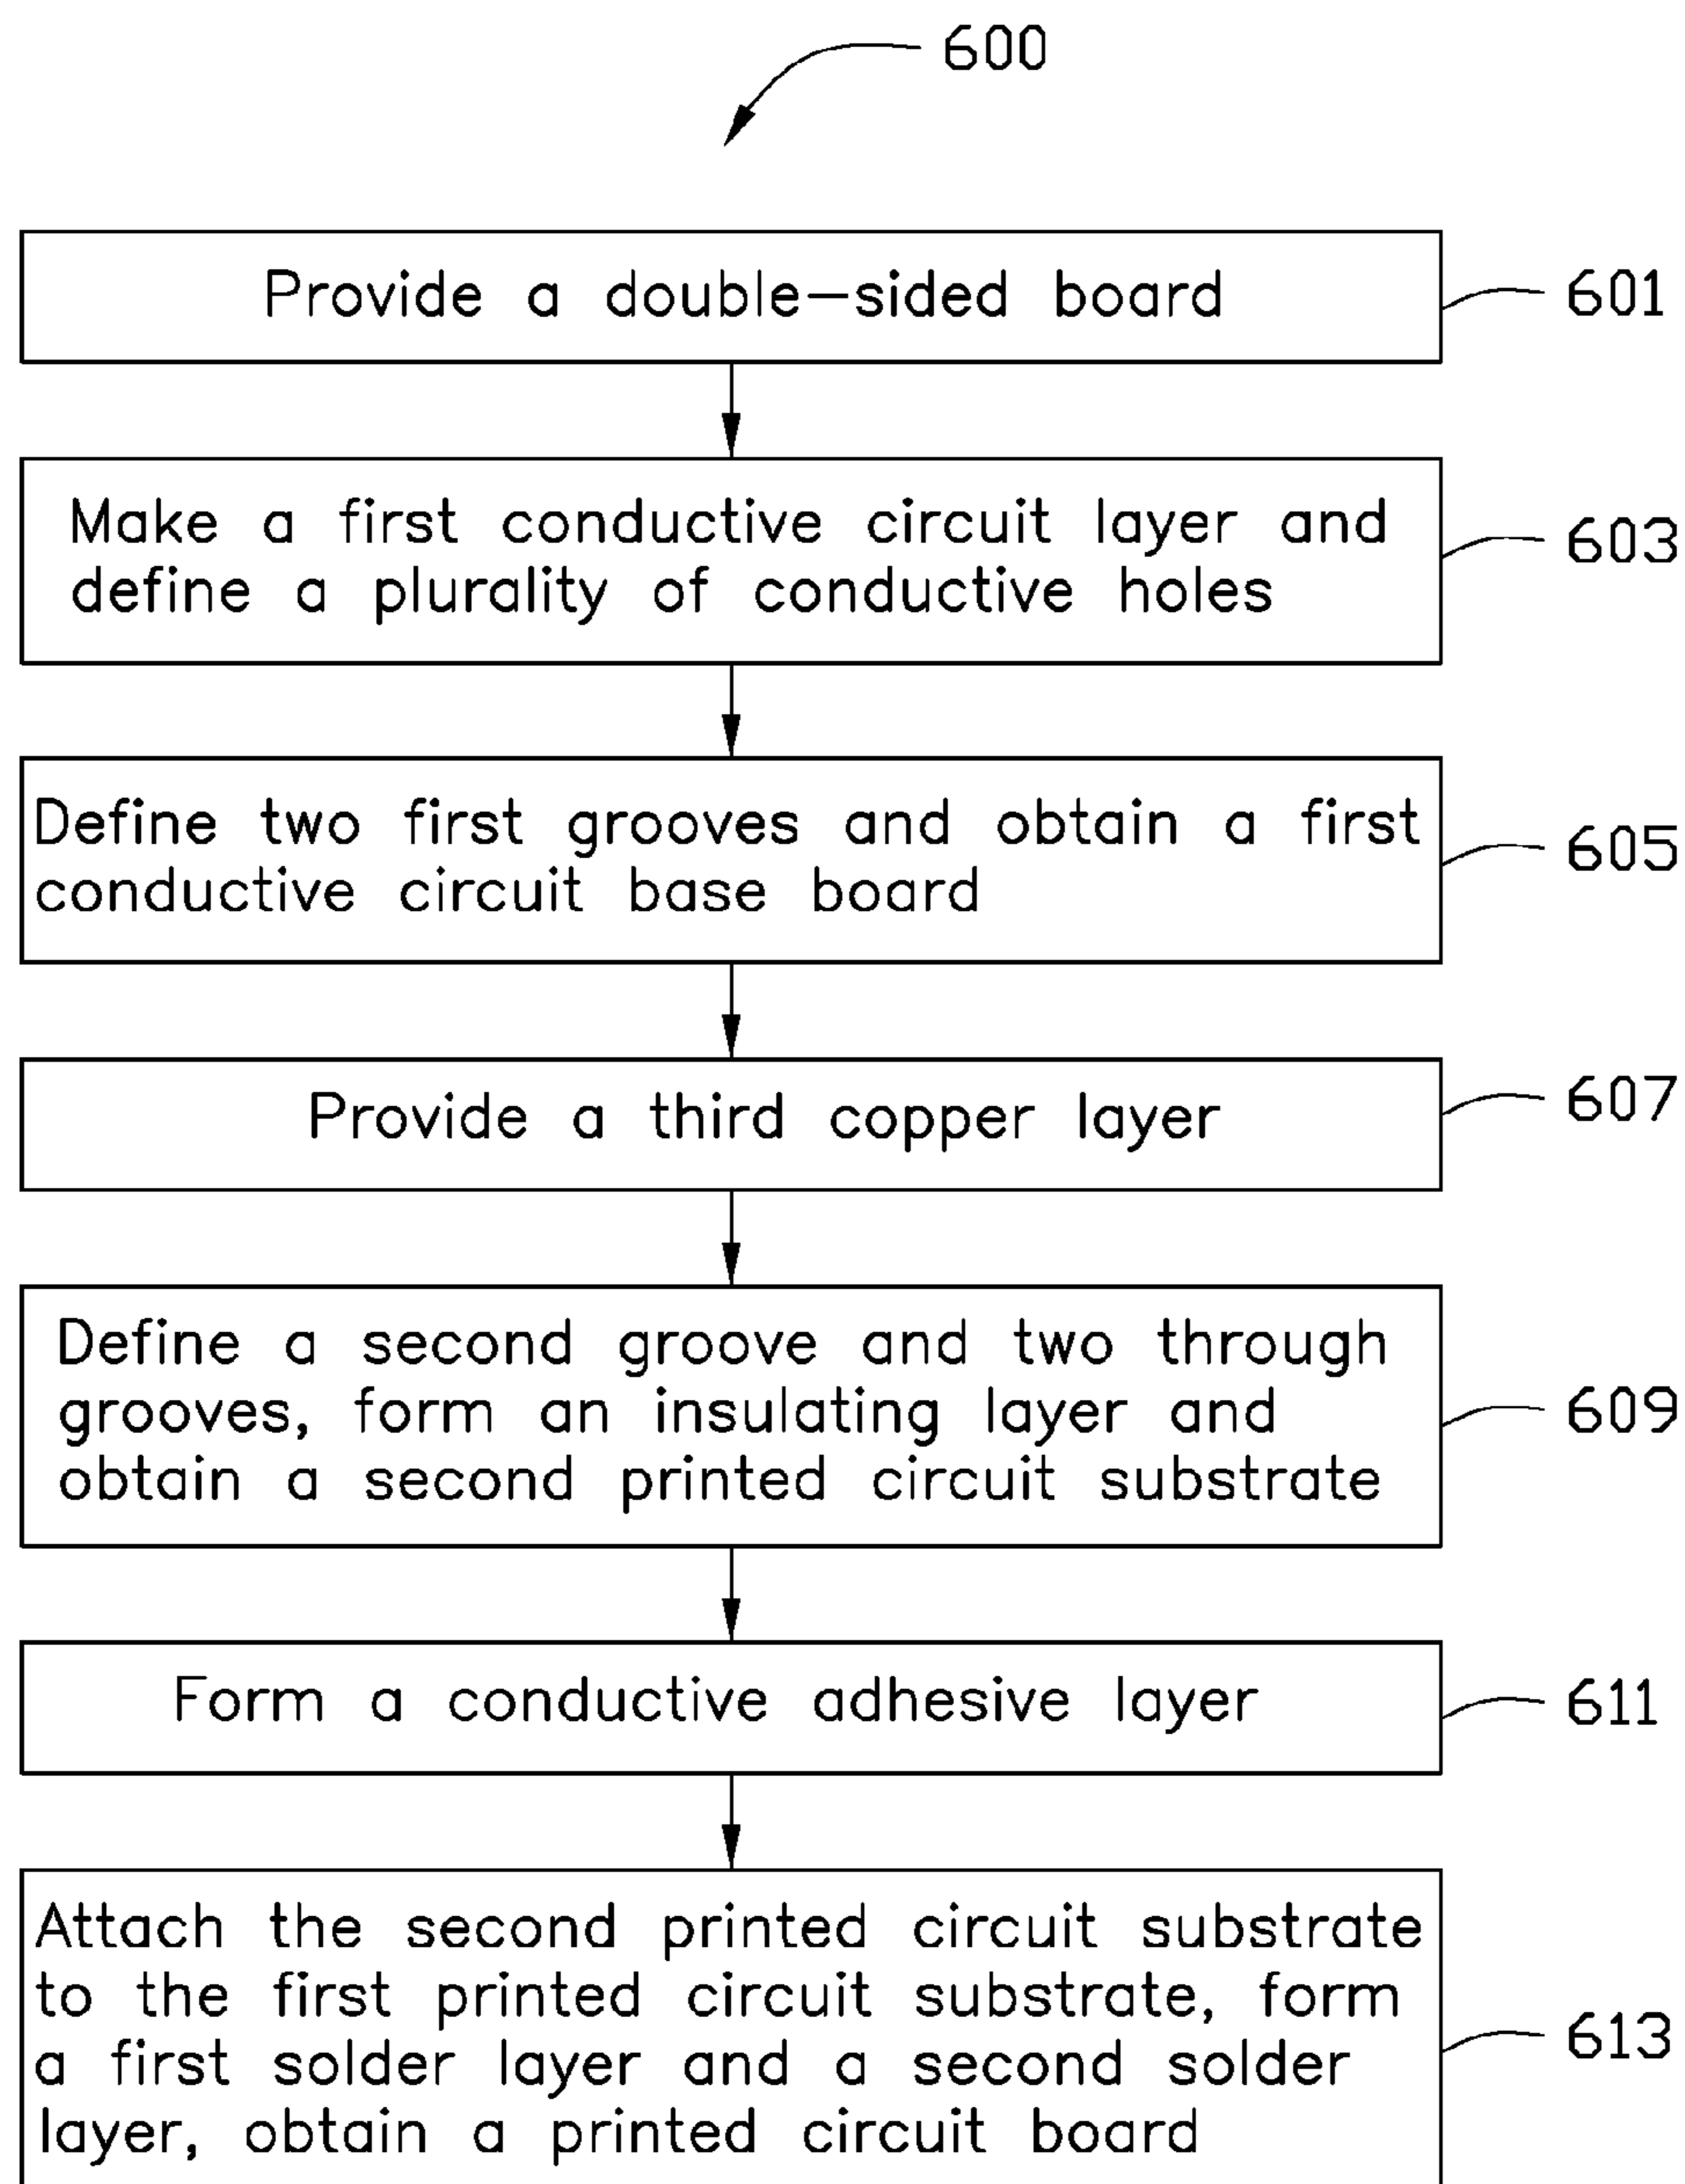 600
Provide a double-sided board
601
Make a first conductive circuit layer and
define a plurality of conductive holes
603
Define two first grooves and obtain a first
conductive circuit base board
605
Provide a third copper layer
607
Define a second groove and two through
grooves, form an insulating layer and
obtain a second printed circuit substrate
609
Form a conductive adhesive layer
611
Attach the second printed circuit substrate
to the first printed circuit substrate, form
a first solder layer and a second solder
layer, obtain a printed circuit board
613